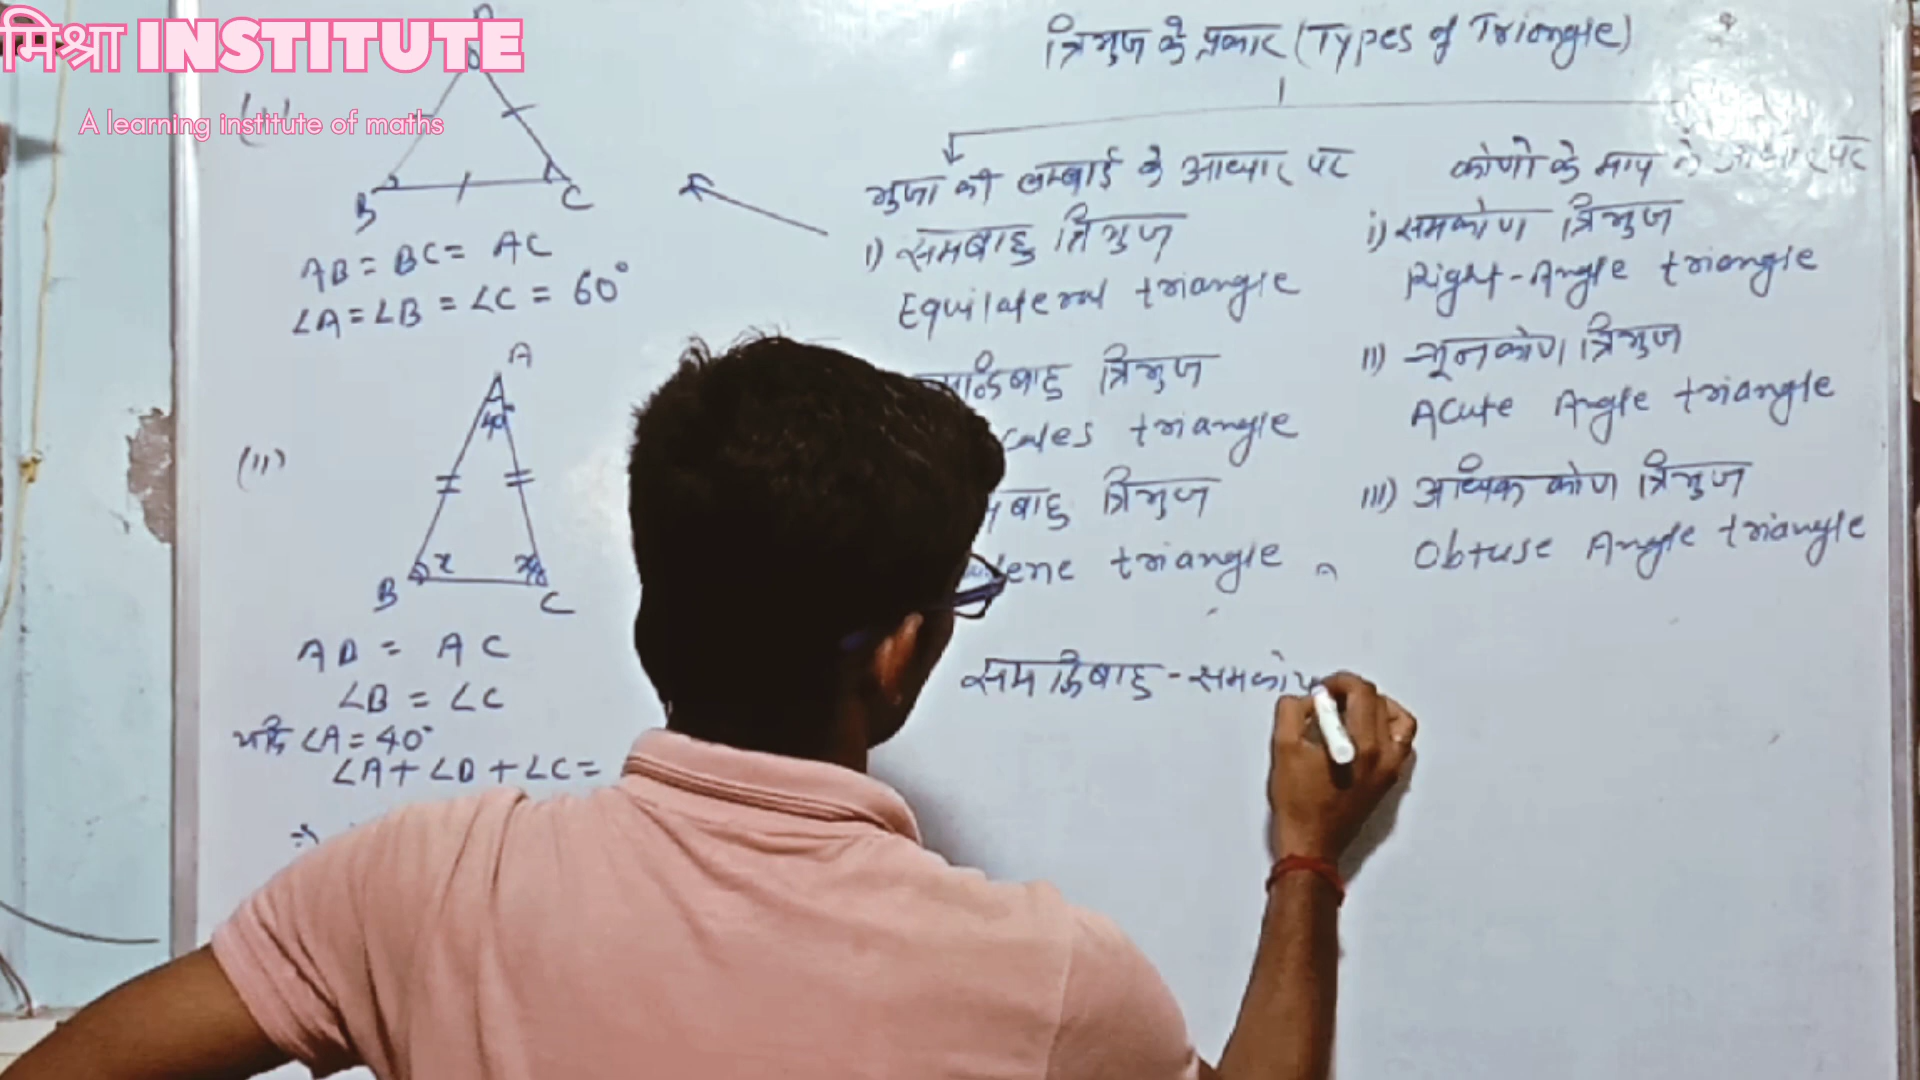 मिश्रा INSTITUTE
A learning institute of maths
B
C
AB = BC = AC
∠A = ∠B = ∠C = 60°
(ii)
A
40°
x
B
C
AB = AC
∠B = ∠C
यदि ∠A = 40°
∠A + ∠B + ∠C =
त्रिभुज के प्रकार (Types of Triangle)
भुजा की लम्बाई के आधार पर
i) समबाहु त्रिभुज
Equilateral triangle
त्रिभुज
triangle
बाहु त्रिभुज
triangle
कोणो के माप के आधार पर
i) समकोण त्रिभुज
Right-Angle triangle
ii) न्यूनकोण त्रिभुज
Acute Angle triangle
iii) अधिक कोण त्रिभुज
Obtuse Angle triangle
समद्विबाहु - समको